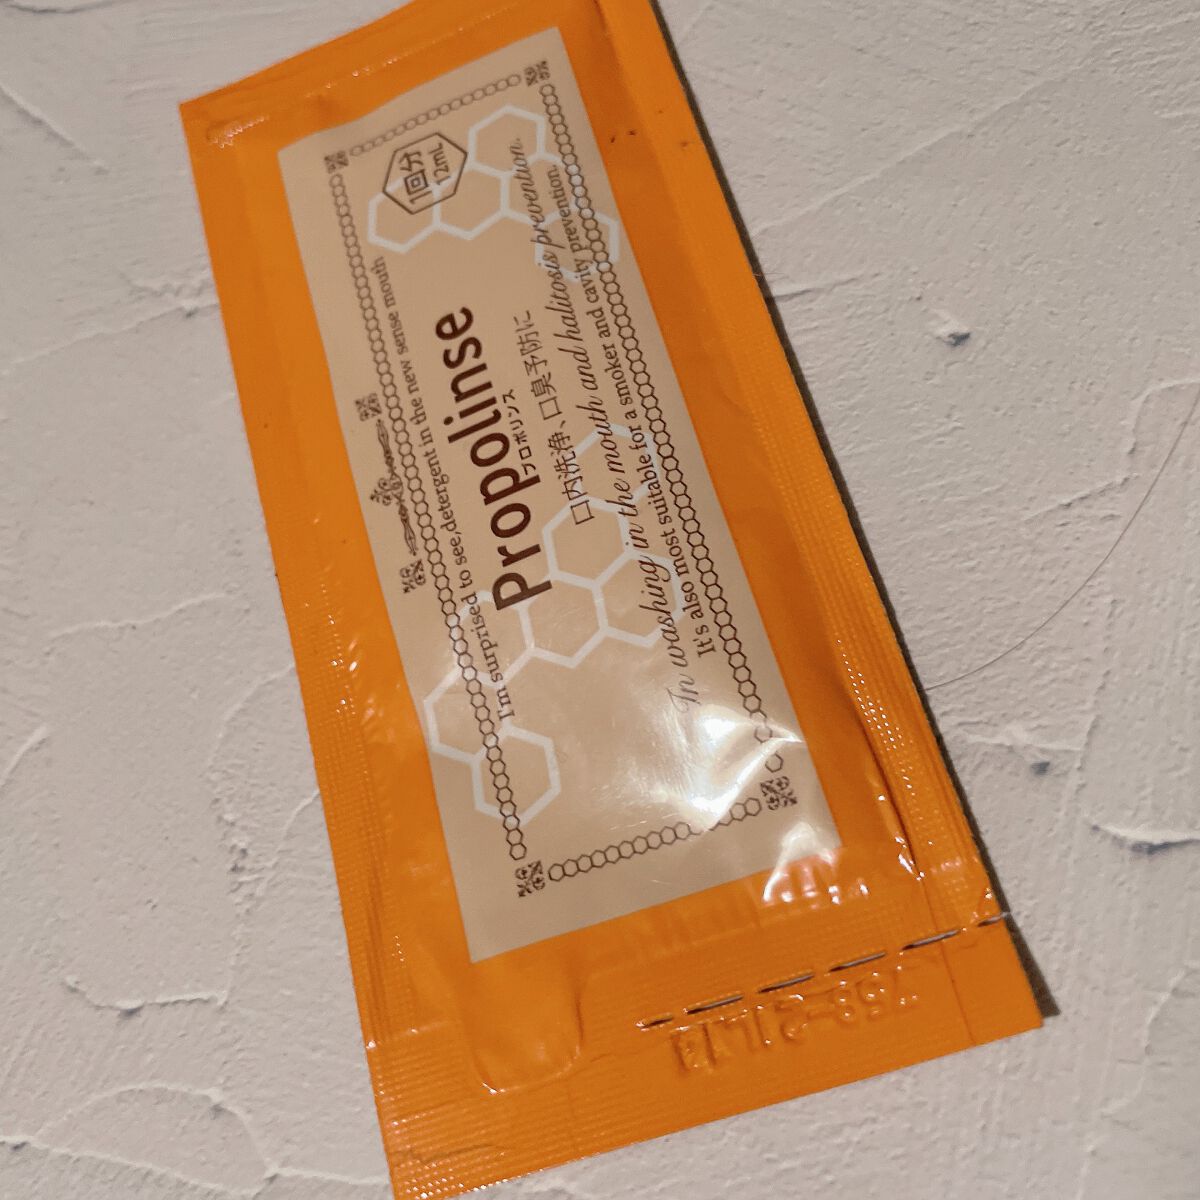 1回分
12mL
I'm surprised to see,detergent in the new sense mouth
Propolinse
プロポリンス
口内洗浄、口臭予防に
In washing in the mouth and halitosis prevention.
It's also most suitable for a smoker and cavity prevention.